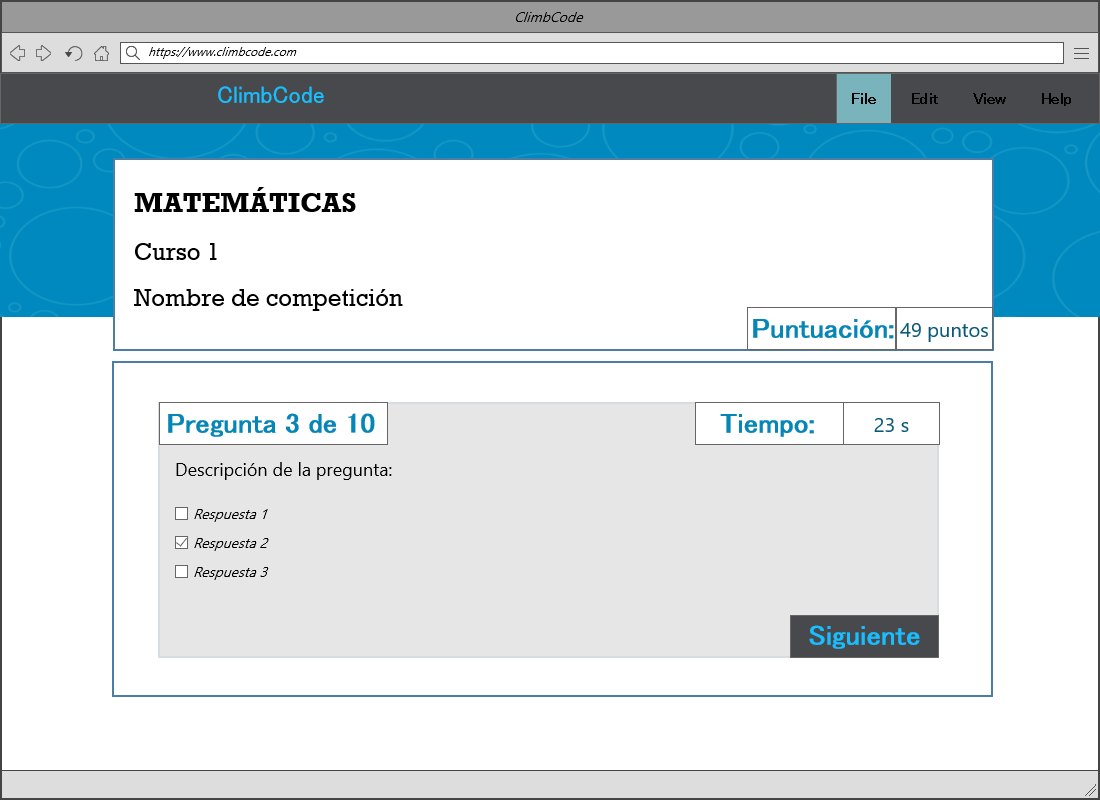 ClimbCode
https://www.climbcode.com
ClimbCode
File Edit View Help
MATEMÁTICAS
Curso 1
Nombre de competición
Puntuación: 49 puntos
Pregunta 3 de 10
Tiempo: 23 s
Descripción de la pregunta:
Respuesta 1
Respuesta 2
Respuesta 3
Siguiente